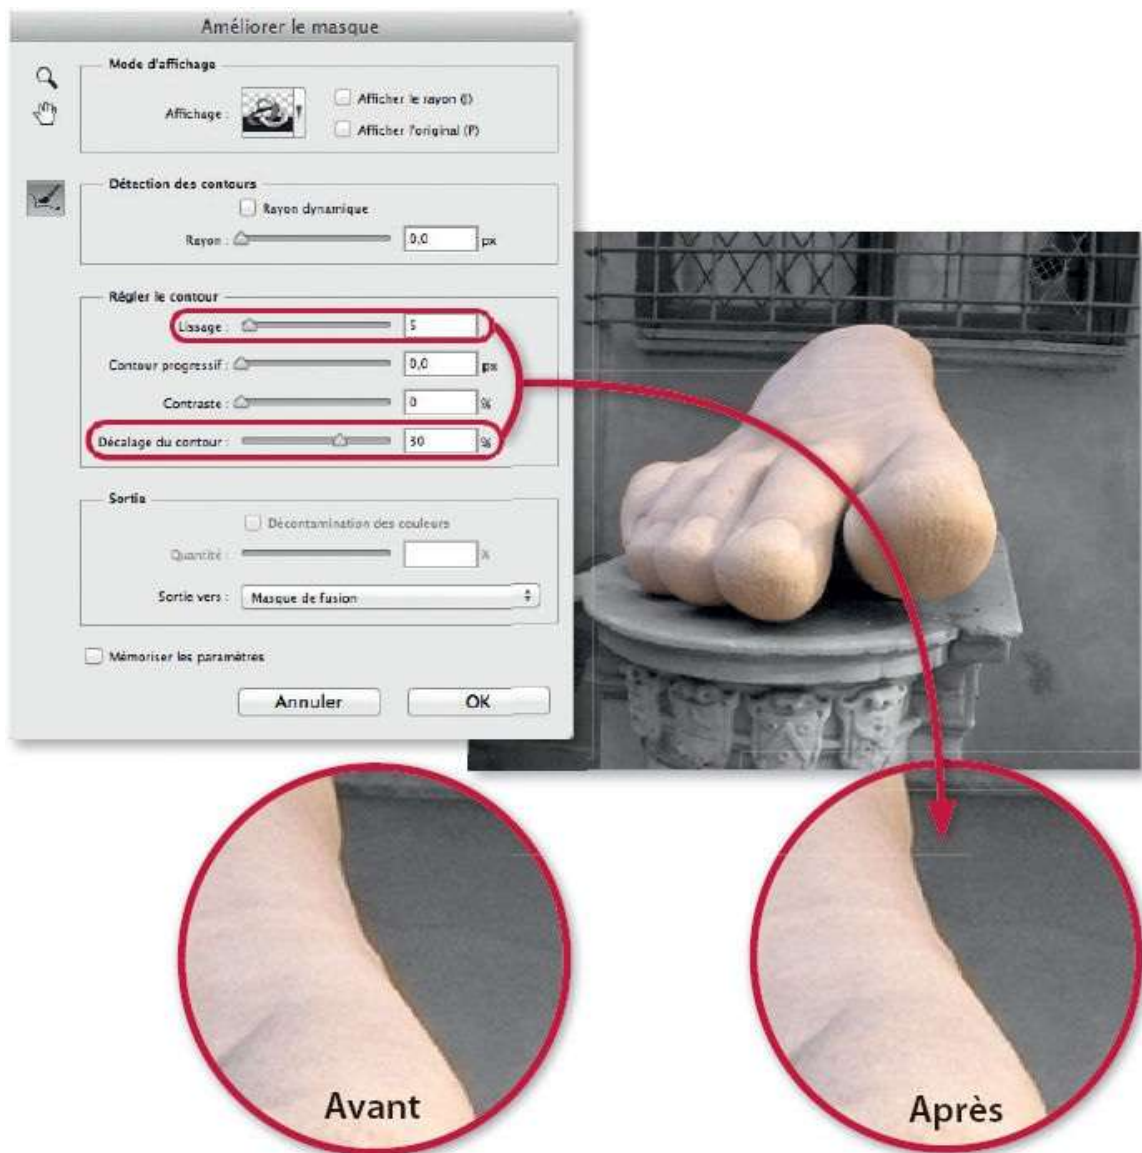 Améliorer le masque
Mode d'affichage
Affichage :
Afficher le rayon (J)
Afficher l'original (P)
Détection des contours
Rayon dynamique
Rayon : 0,0 px
Régler le contour
Lissage : 5
Contour progressif : 0,0 px
Contraste : 0 %
Décalage du contour : 30 %
Sortie
Décontamination des couleurs
Quantité : %
Sortie vers : Masque de fusion
Mémoriser les paramètres
Annuler OK
Avant
Après